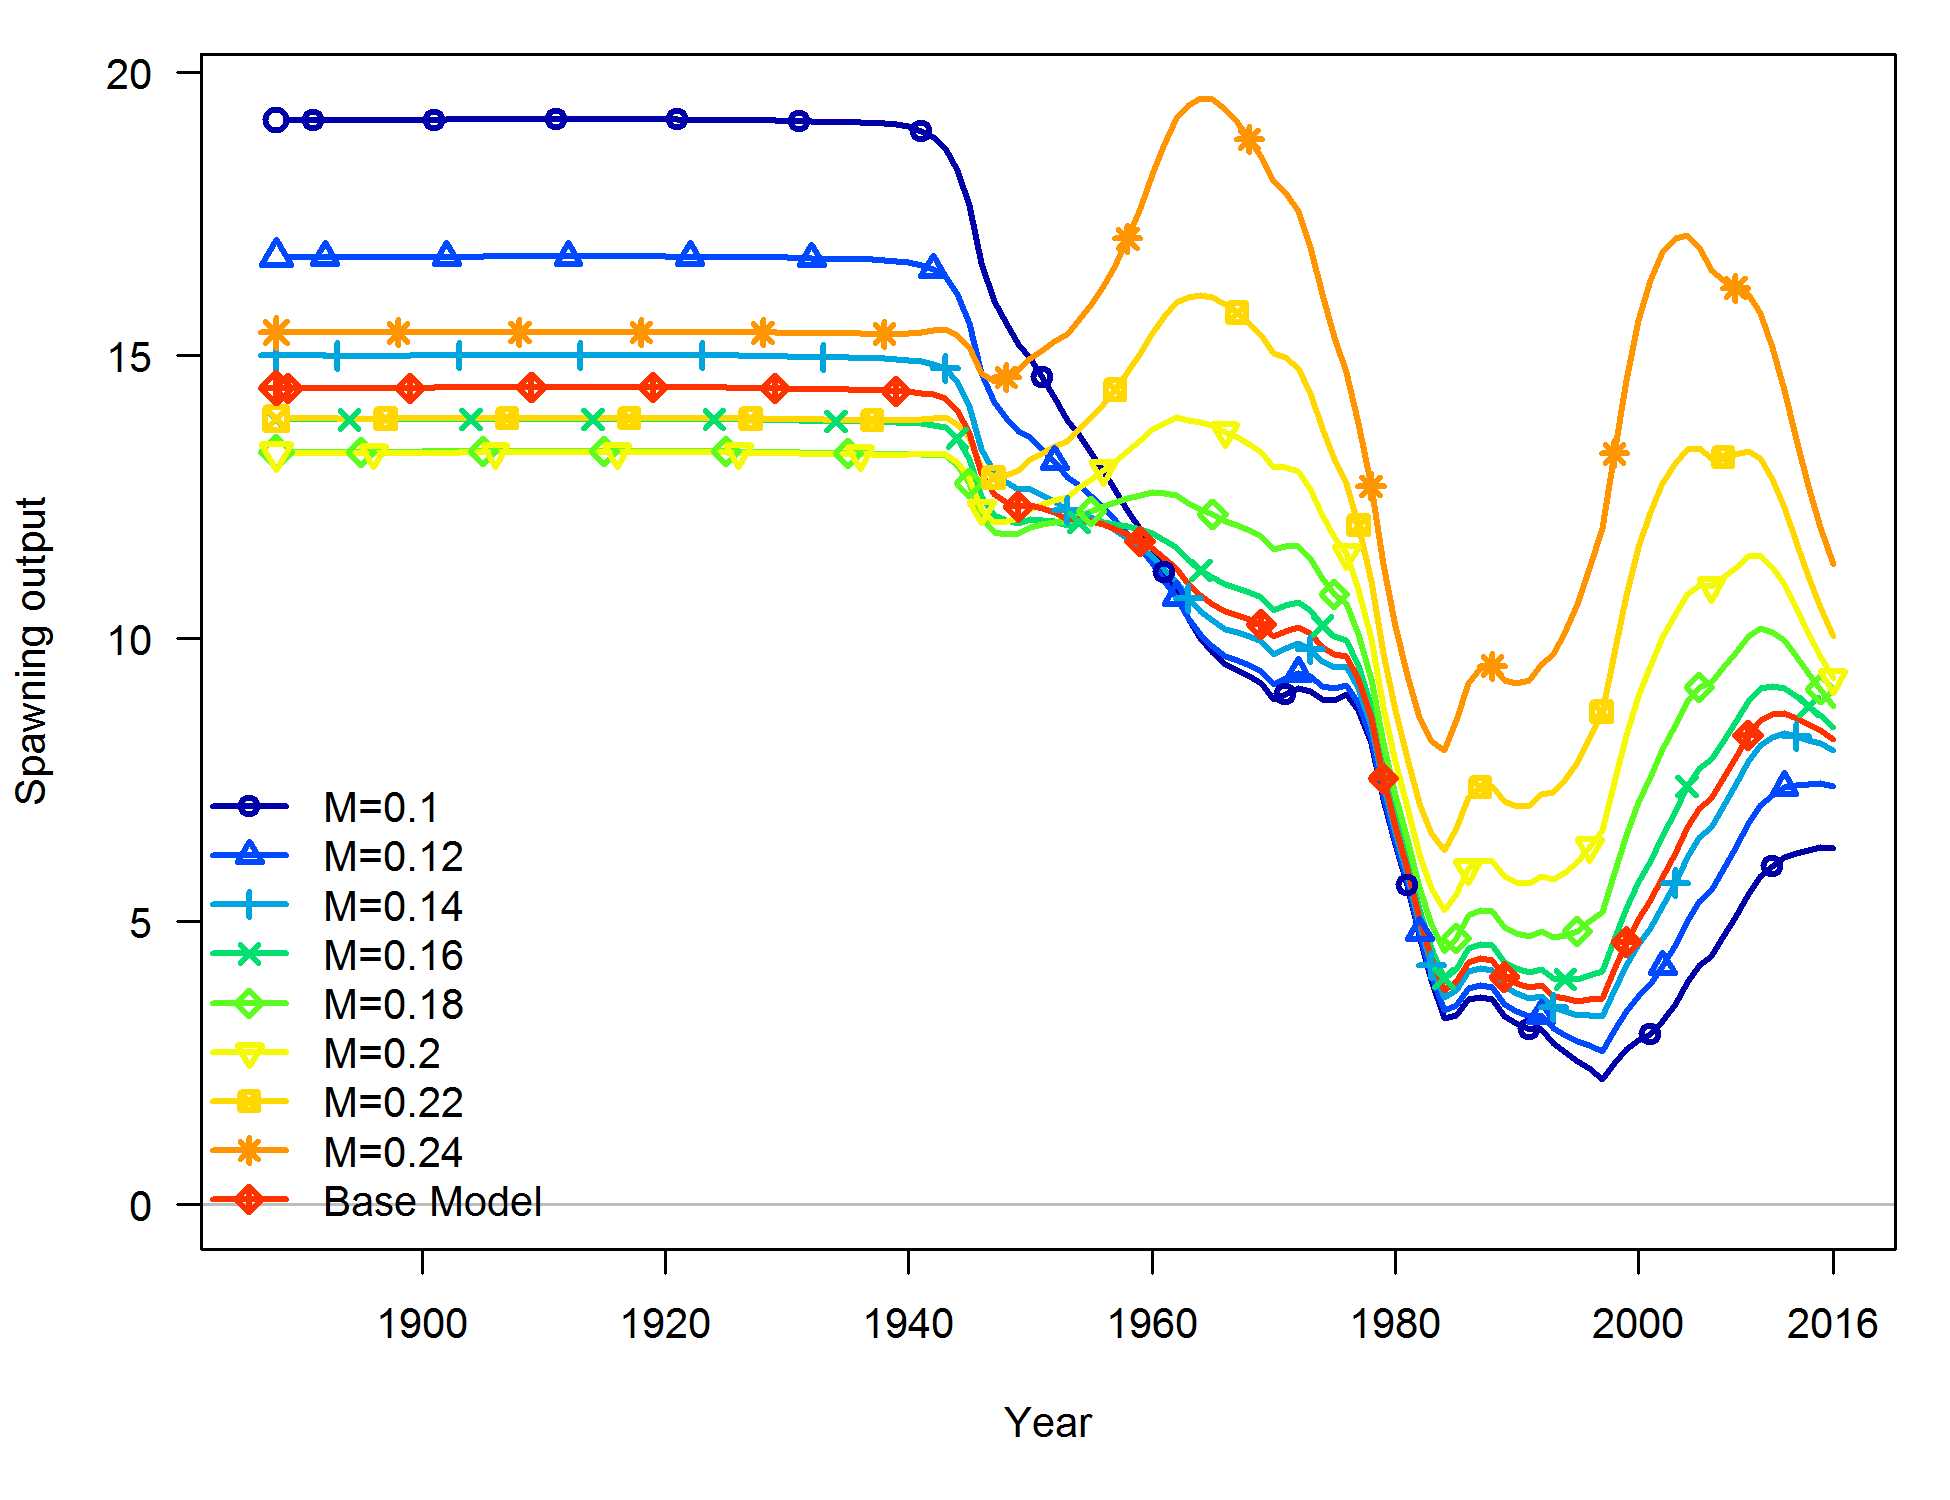 20
15
10
5
0
Spawning output
M=0.1
M=0.12
M=0.14
M=0.16
M=0.18
M=0.2
M=0.22
M=0.24
Base Model
1900 1920 1940 1960 1980 2000 2016
Year